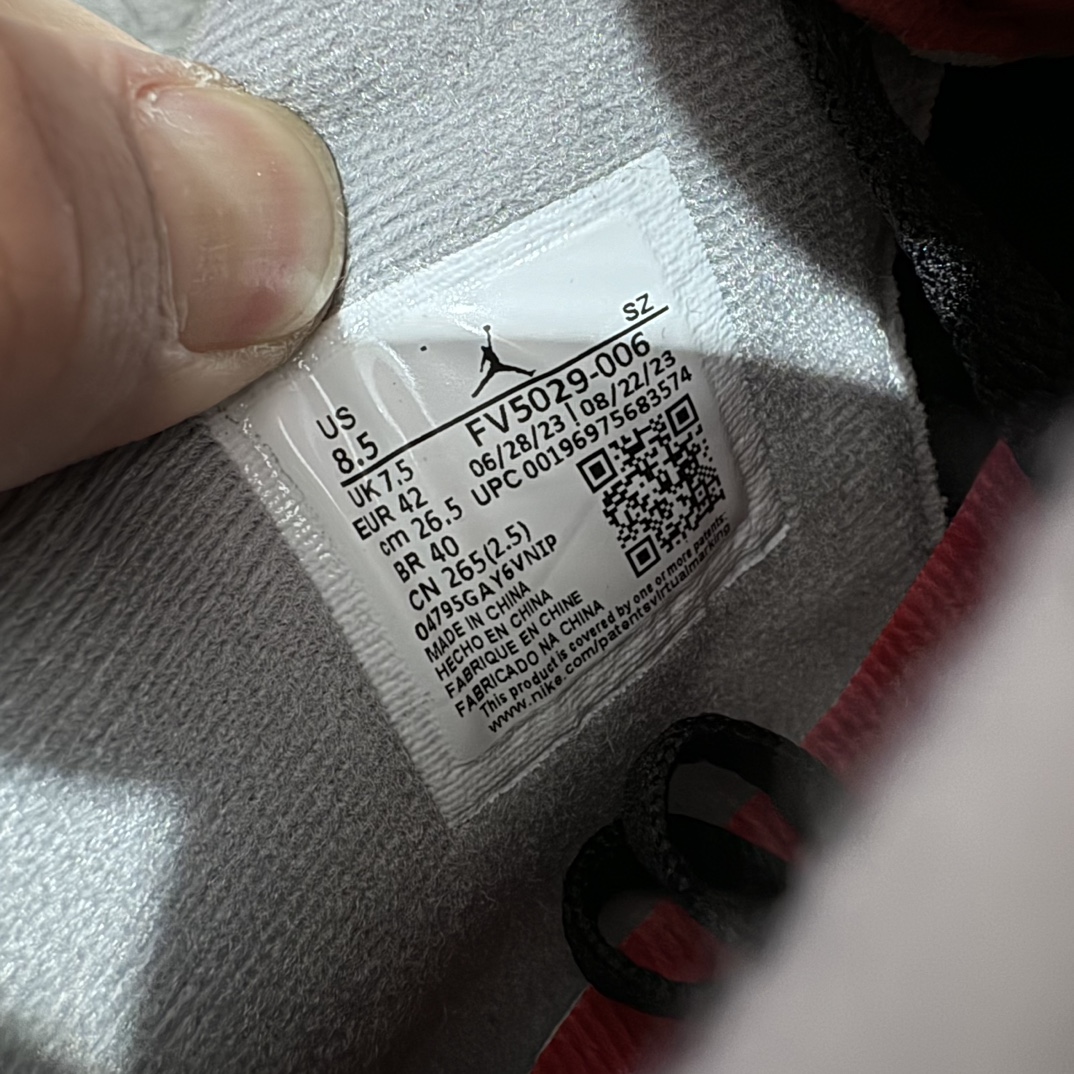 SZ
US
8.5
FV5029-006
06/28/23 | 08/22/23
UPC 00196975683574
UK 7.5
EUR 42
cm 26.5
BR 40
CN 265(2.5)
04795GAY6VNIP
MADE IN CHINA
HECHO EN CHINA
FABRIQUE EN CHINE
FABRICADO NA CHINA
This product is covered by one or more patents.
www.nike.com/patentsvirtualmarking